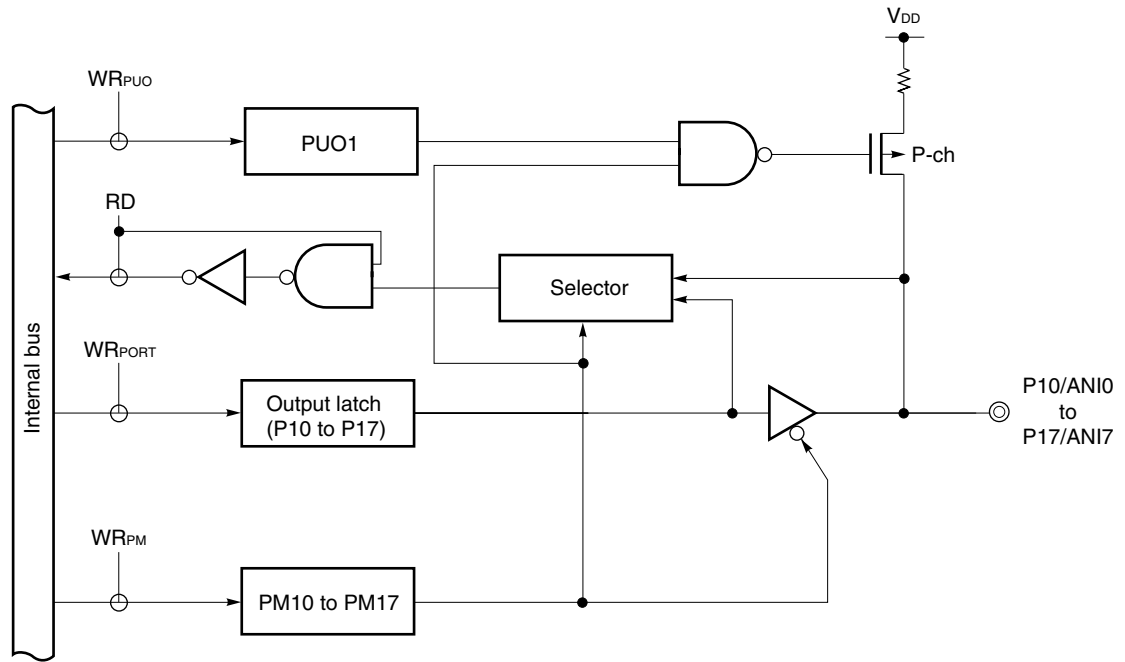 VDD
WRPUO
PUO1
P-ch
RD
Selector
Internal bus
WRPORT
Output latch
(P10 to P17)
P10/ANI0
to
P17/ANI7
WRPM
PM10 to PM17